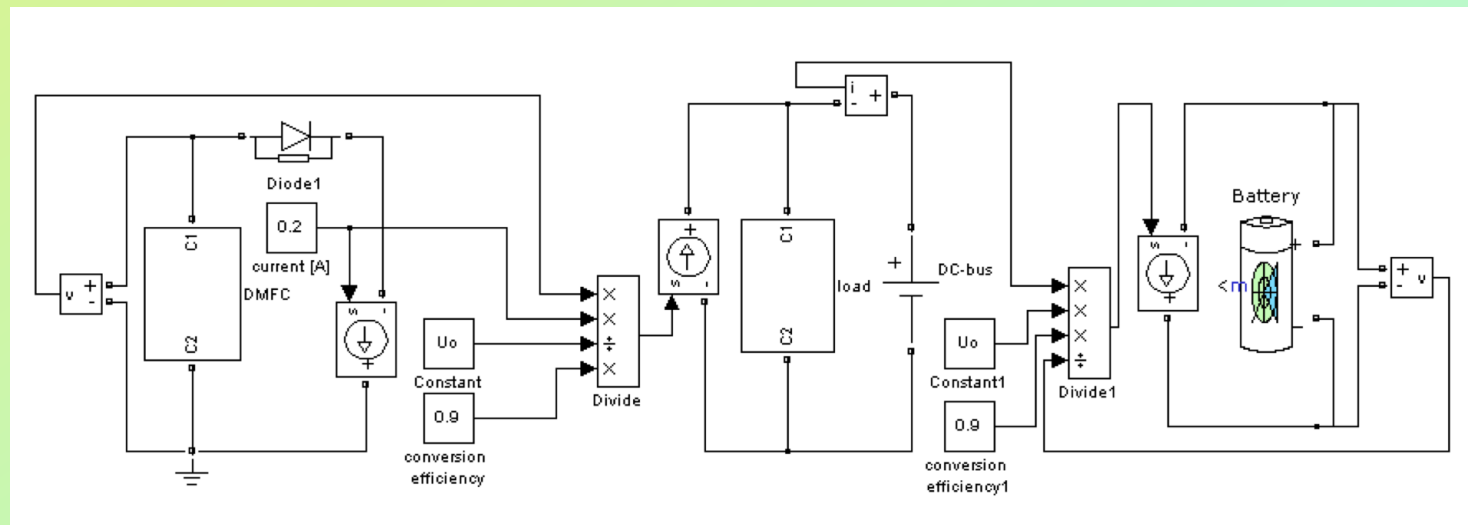 i
- +
Battery
Diode1
C1
C1
0.2
current [A]
DMFC
v + -
s -
+
s -
load
+
DC-bus
s -
+
+
<m
-
+ - v
×
×
÷
×
×
×
×
÷
C2
C2
Uo
Constant
Divide
0.9
conversion
efficiency
Uo
Constant1
Divide1
0.9
conversion
efficiency1